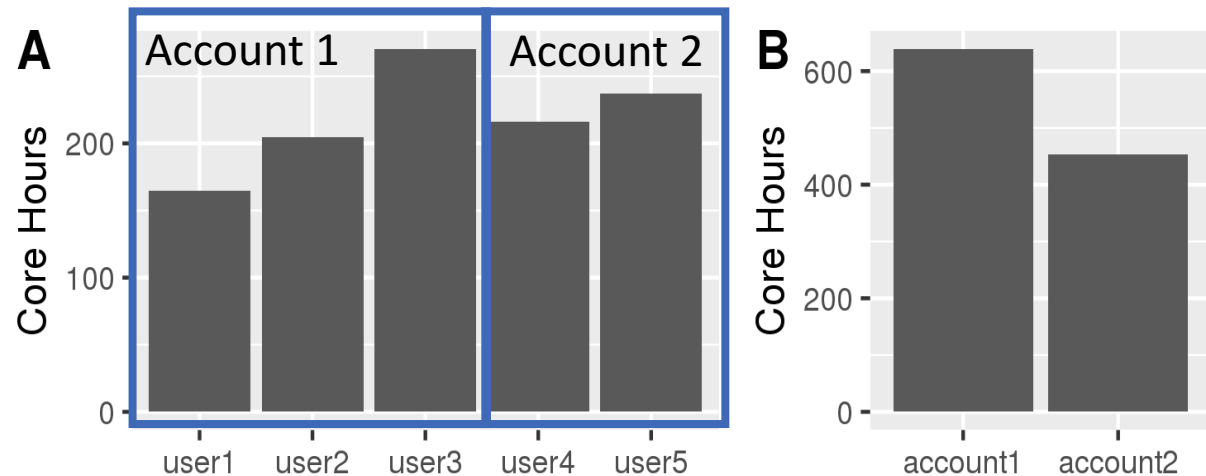 A
Account 1
Account 2
Core Hours
200
100
0
user1 user2 user3 user4 user5
B
Core Hours
600
400
200
0
account1 account2